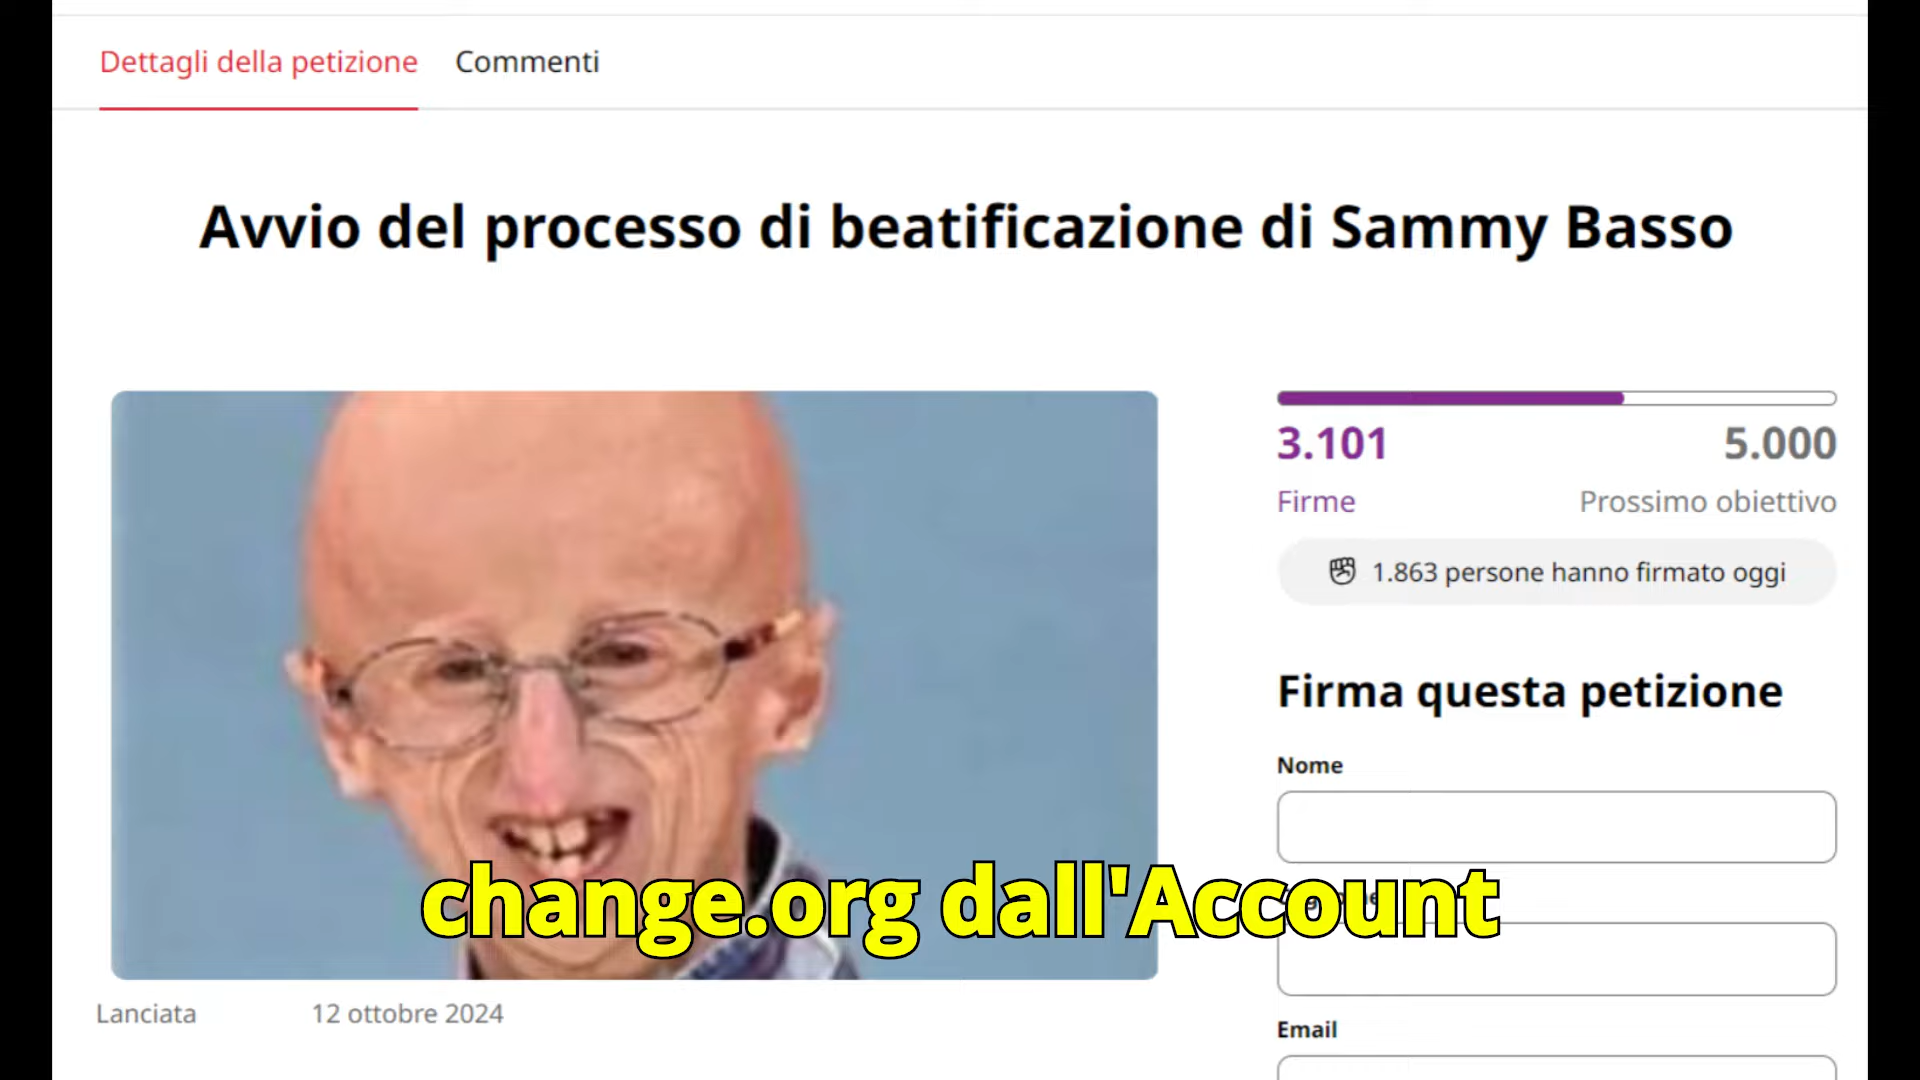 Dettagli della petizione
Commenti
Avvio del processo di beatificazione di Sammy Basso
3.101
5.000
Firme
Prossimo obiettivo
1.863 persone hanno firmato oggi
Firma questa petizione
Nome
change.org dall'Account
Lanciata
12 ottobre 2024
Email